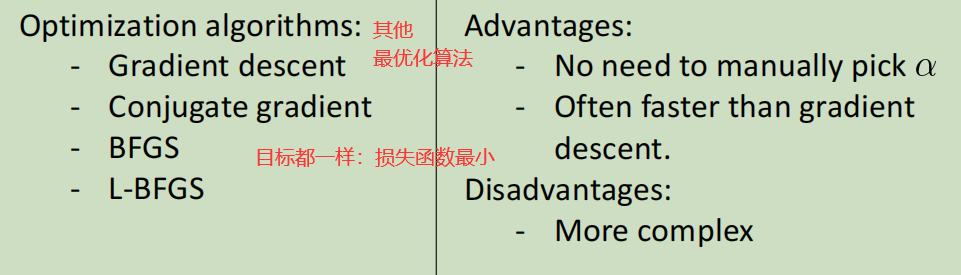 Optimization algorithms:
其他
最优化算法
- Gradient descent
- Conjugate gradient
- BFGS
- L-BFGS
目标都一样：损失函数最小
Advantages:
- No need to manually pick α
- Often faster than gradient
descent.
Disadvantages:
- More complex